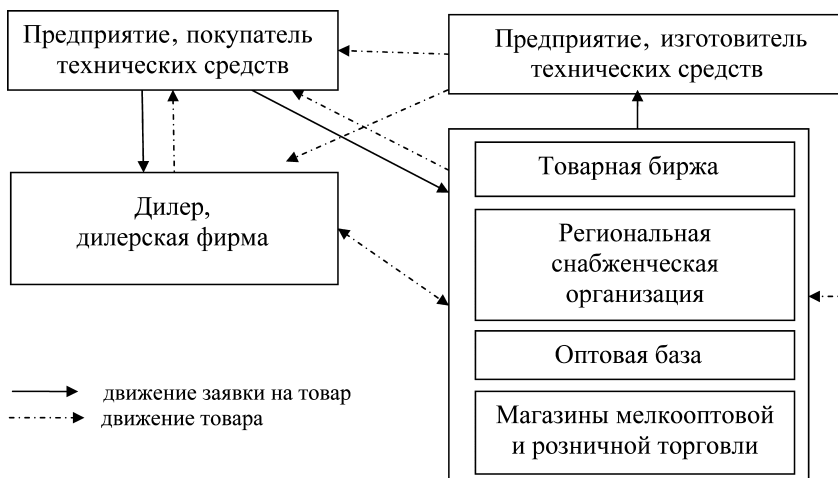 Предприятие, покупатель
технических средств
Предприятие, изготовитель
технических средств
Дилер,
дилерская фирма
Товарная биржа
Региональная
снабженческая
организация
Оптовая база
Магазины мелкооптовой
и розничной торговли
движение заявки на товар
движение товара